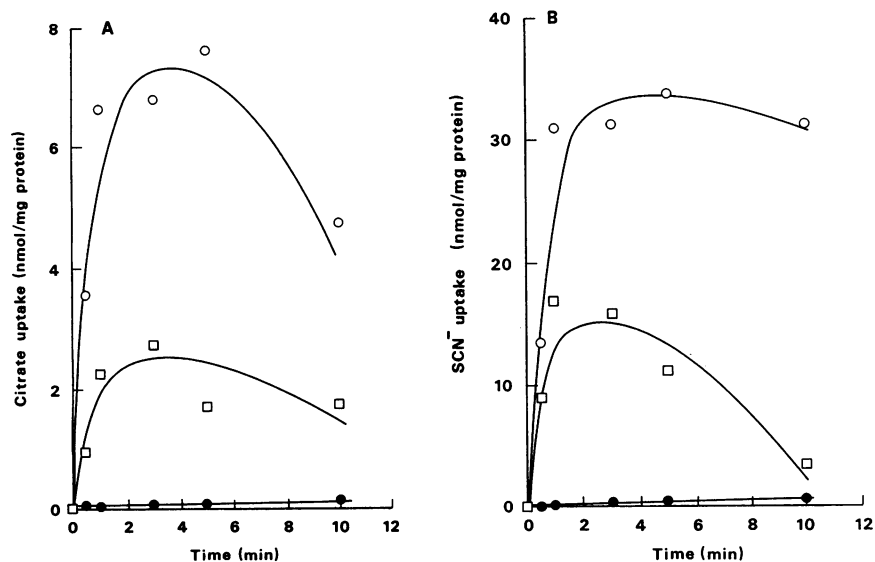 A
Citrate uptake (nmol/mg protein)
8
6
4
2
0
0 2 4 6 8 10 12
Time (min)
B
SCN⁻ uptake (nmol/mg protein)
40
30
20
10
0
0 2 4 6 8 10 12
Time (min)